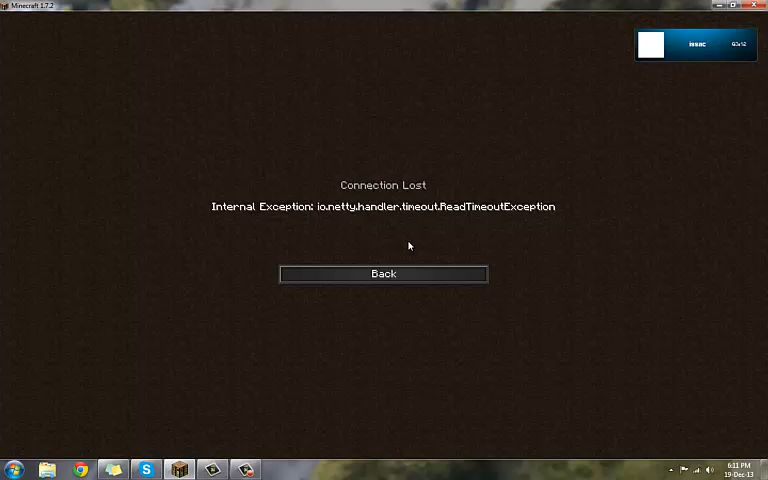 Minecraft 1.7.2
issac
Connection Lost
Internal Exception: io.netty.handler.timeout.ReadTimeoutException
Back
6:11 PM
19-Dec-13